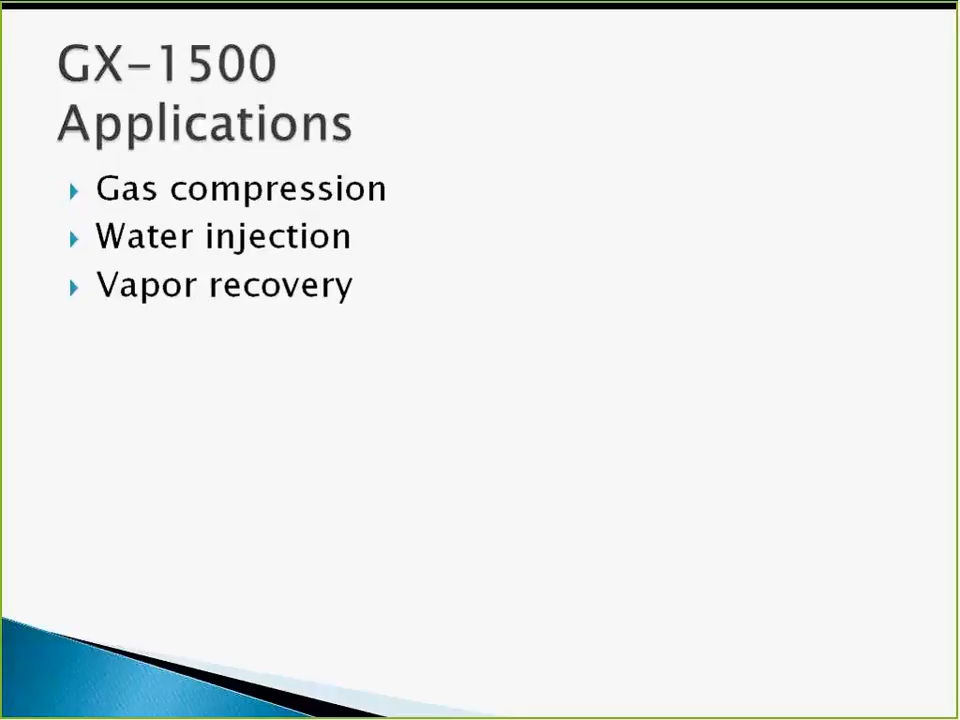 GX-1500
Applications
Gas compression
Water injection
Vapor recovery